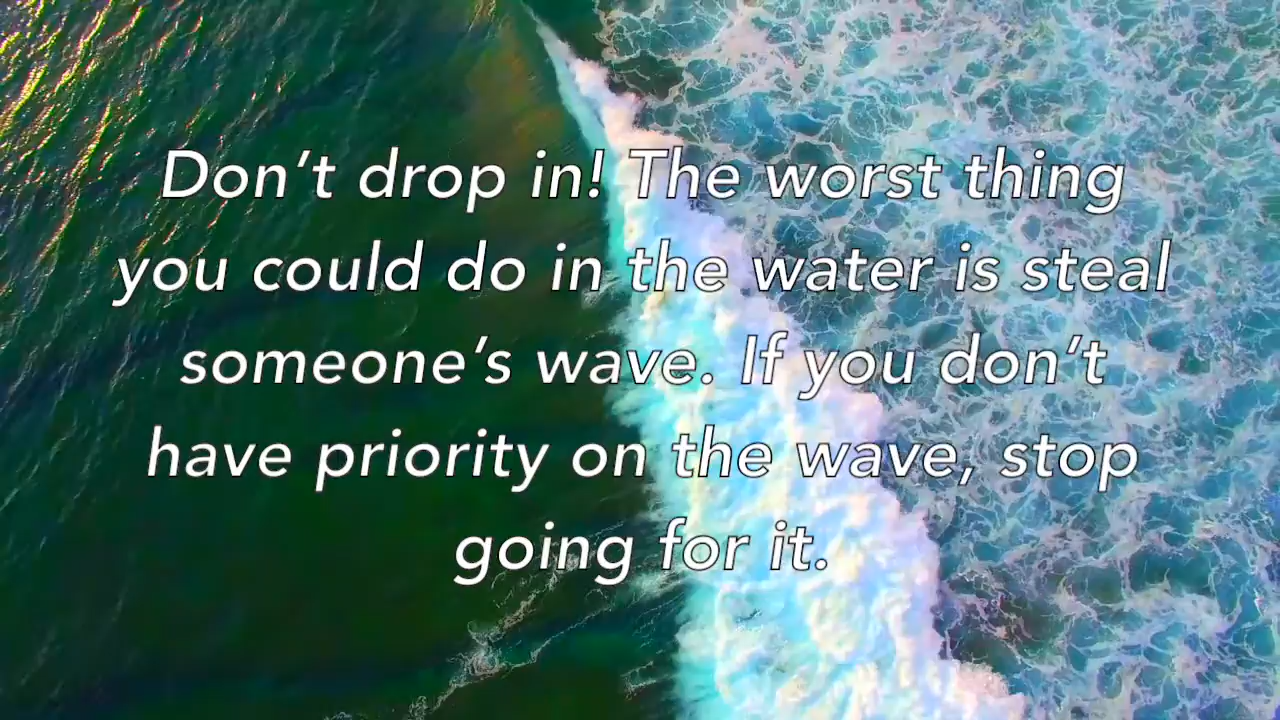 Don’t drop in! The worst thing
you could do in the water is steal
someone’s wave. If you don’t
have priority on the wave, stop
going for it.